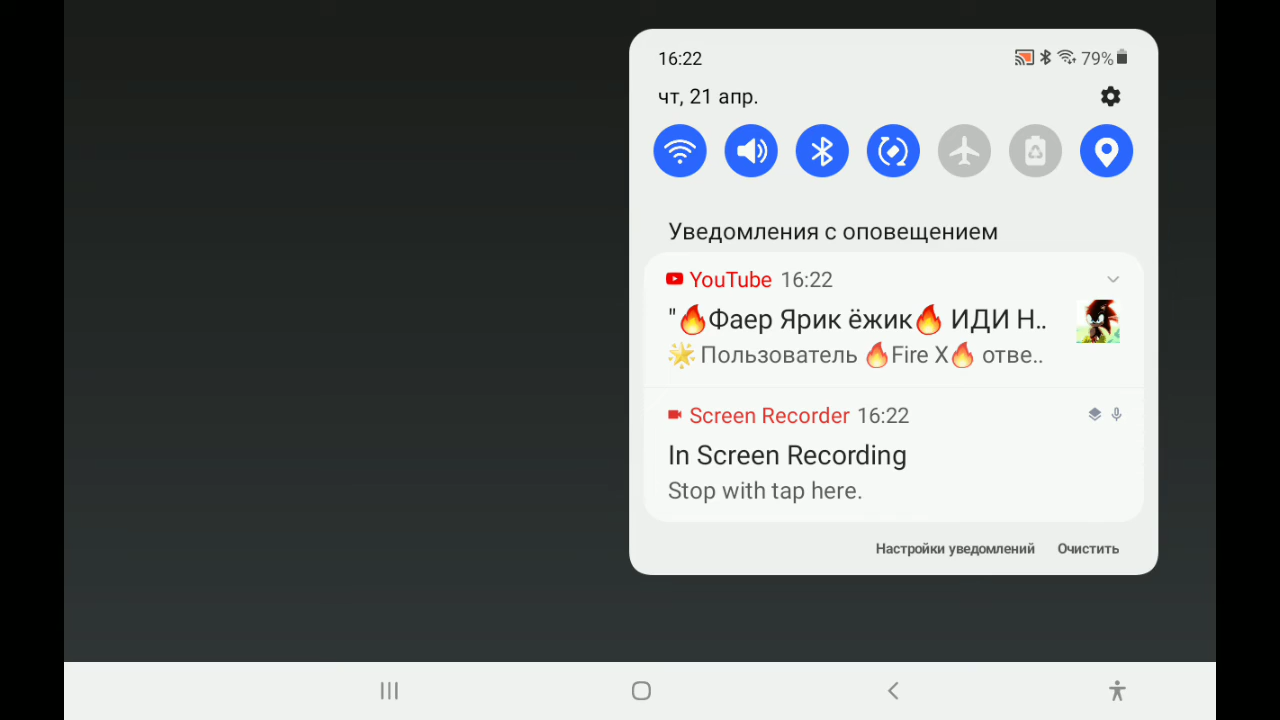 16:22
79%
чт, 21 апр.
Уведомления с оповещением
YouTube 16:22
"🔥Фаер Ярик ёжик🔥 ИДИ Н..
🌟Пользователь 🔥Fire X🔥 отве..
Screen Recorder 16:22
In Screen Recording
Stop with tap here.
Настройки уведомлений Очистить